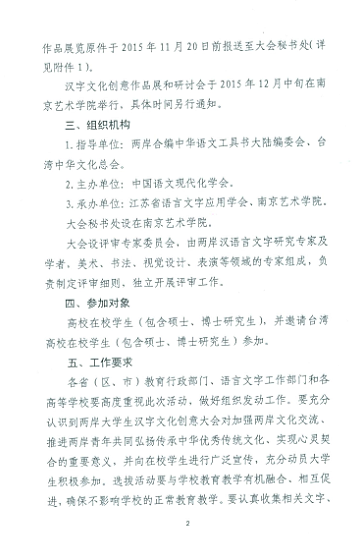 作品展览原件于 2015 年 11 月 20 日前报送至大会秘书处(详
见附件 1)。
汉字文化创意作品展和研讨会于 2015 年 12 月中旬在南
京艺术学院举行、具体时间另行通知。
三、组织机构
1. 指导单位：两岸合编中华语文工具书大陆编委会、台
湾中华文化总会。
2. 主办单位：中国语文现代化学会。
3. 承办单位：江苏省语言文字应用学会、南京艺术学院。
大会秘书处设在南京艺术学院。
大会设评审专家委员会，由两岸汉语言文字研究专家及
学者、美术、书法、视觉设计、表演等领域的专家组成，负
责制定评审细则、独立开展评审工作。
四、参加对象
高校在校学生（包含硕士、博士研究生），并邀请台湾
高校在校学生（包含硕士、博士研究生）参加。
五、工作要求
各省（区、市）教育行政部门、语言文字工作部门和各
高等学校要高度重视此次活动、做好组织发动工作。要充分
认识到两岸大学生汉字文化创意大会对加强两岸文化交流、
推进两岸青年共同弘扬传承中华优秀传统文化、实现心灵契
合的重要意义、并向在校学生进行广泛宣传，充分动员大学
生积极参加。选拔活动要与学校教育教学有机融合、相互促
进，确保不影响学校的正常教育教学。要认真收集相关文字、
2